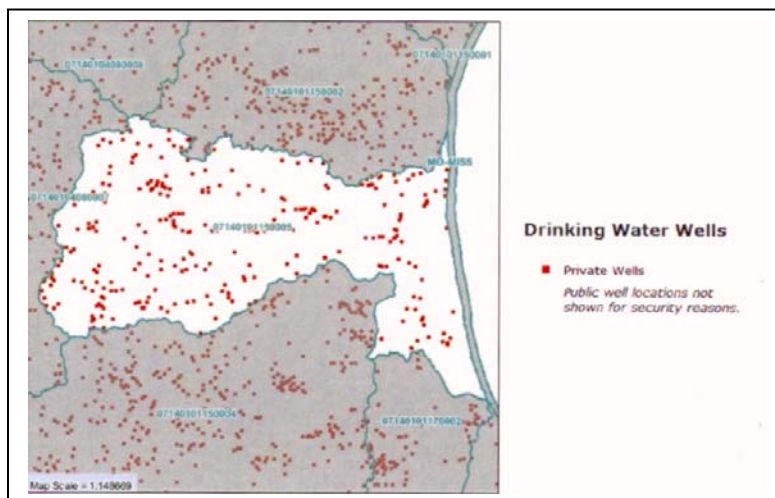 07140101150001
07140104080008
07140101150002
MO-MISS
07140101150005
Drinking Water Wells
Private Wells
Public well locations not
shown for security reasons.
07140101150004
07140101170002
Map Scale = 1:148669